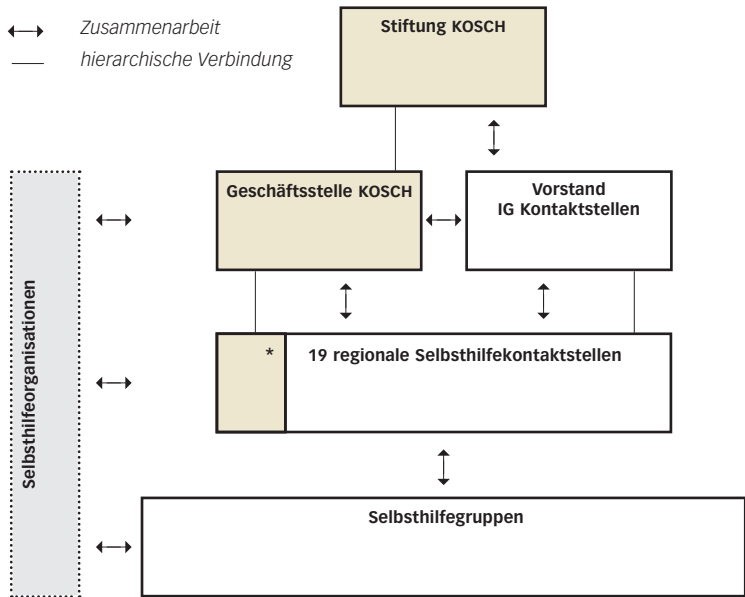 Zusammenarbeit
hierarchische Verbindung
Stiftung KOSCH
Geschäftsstelle KOSCH
Vorstand
IG Kontaktstellen
Selbsthilfeorganisationen
*
19 regionale Selbsthilfekontaktstellen
Selbsthilfegruppen